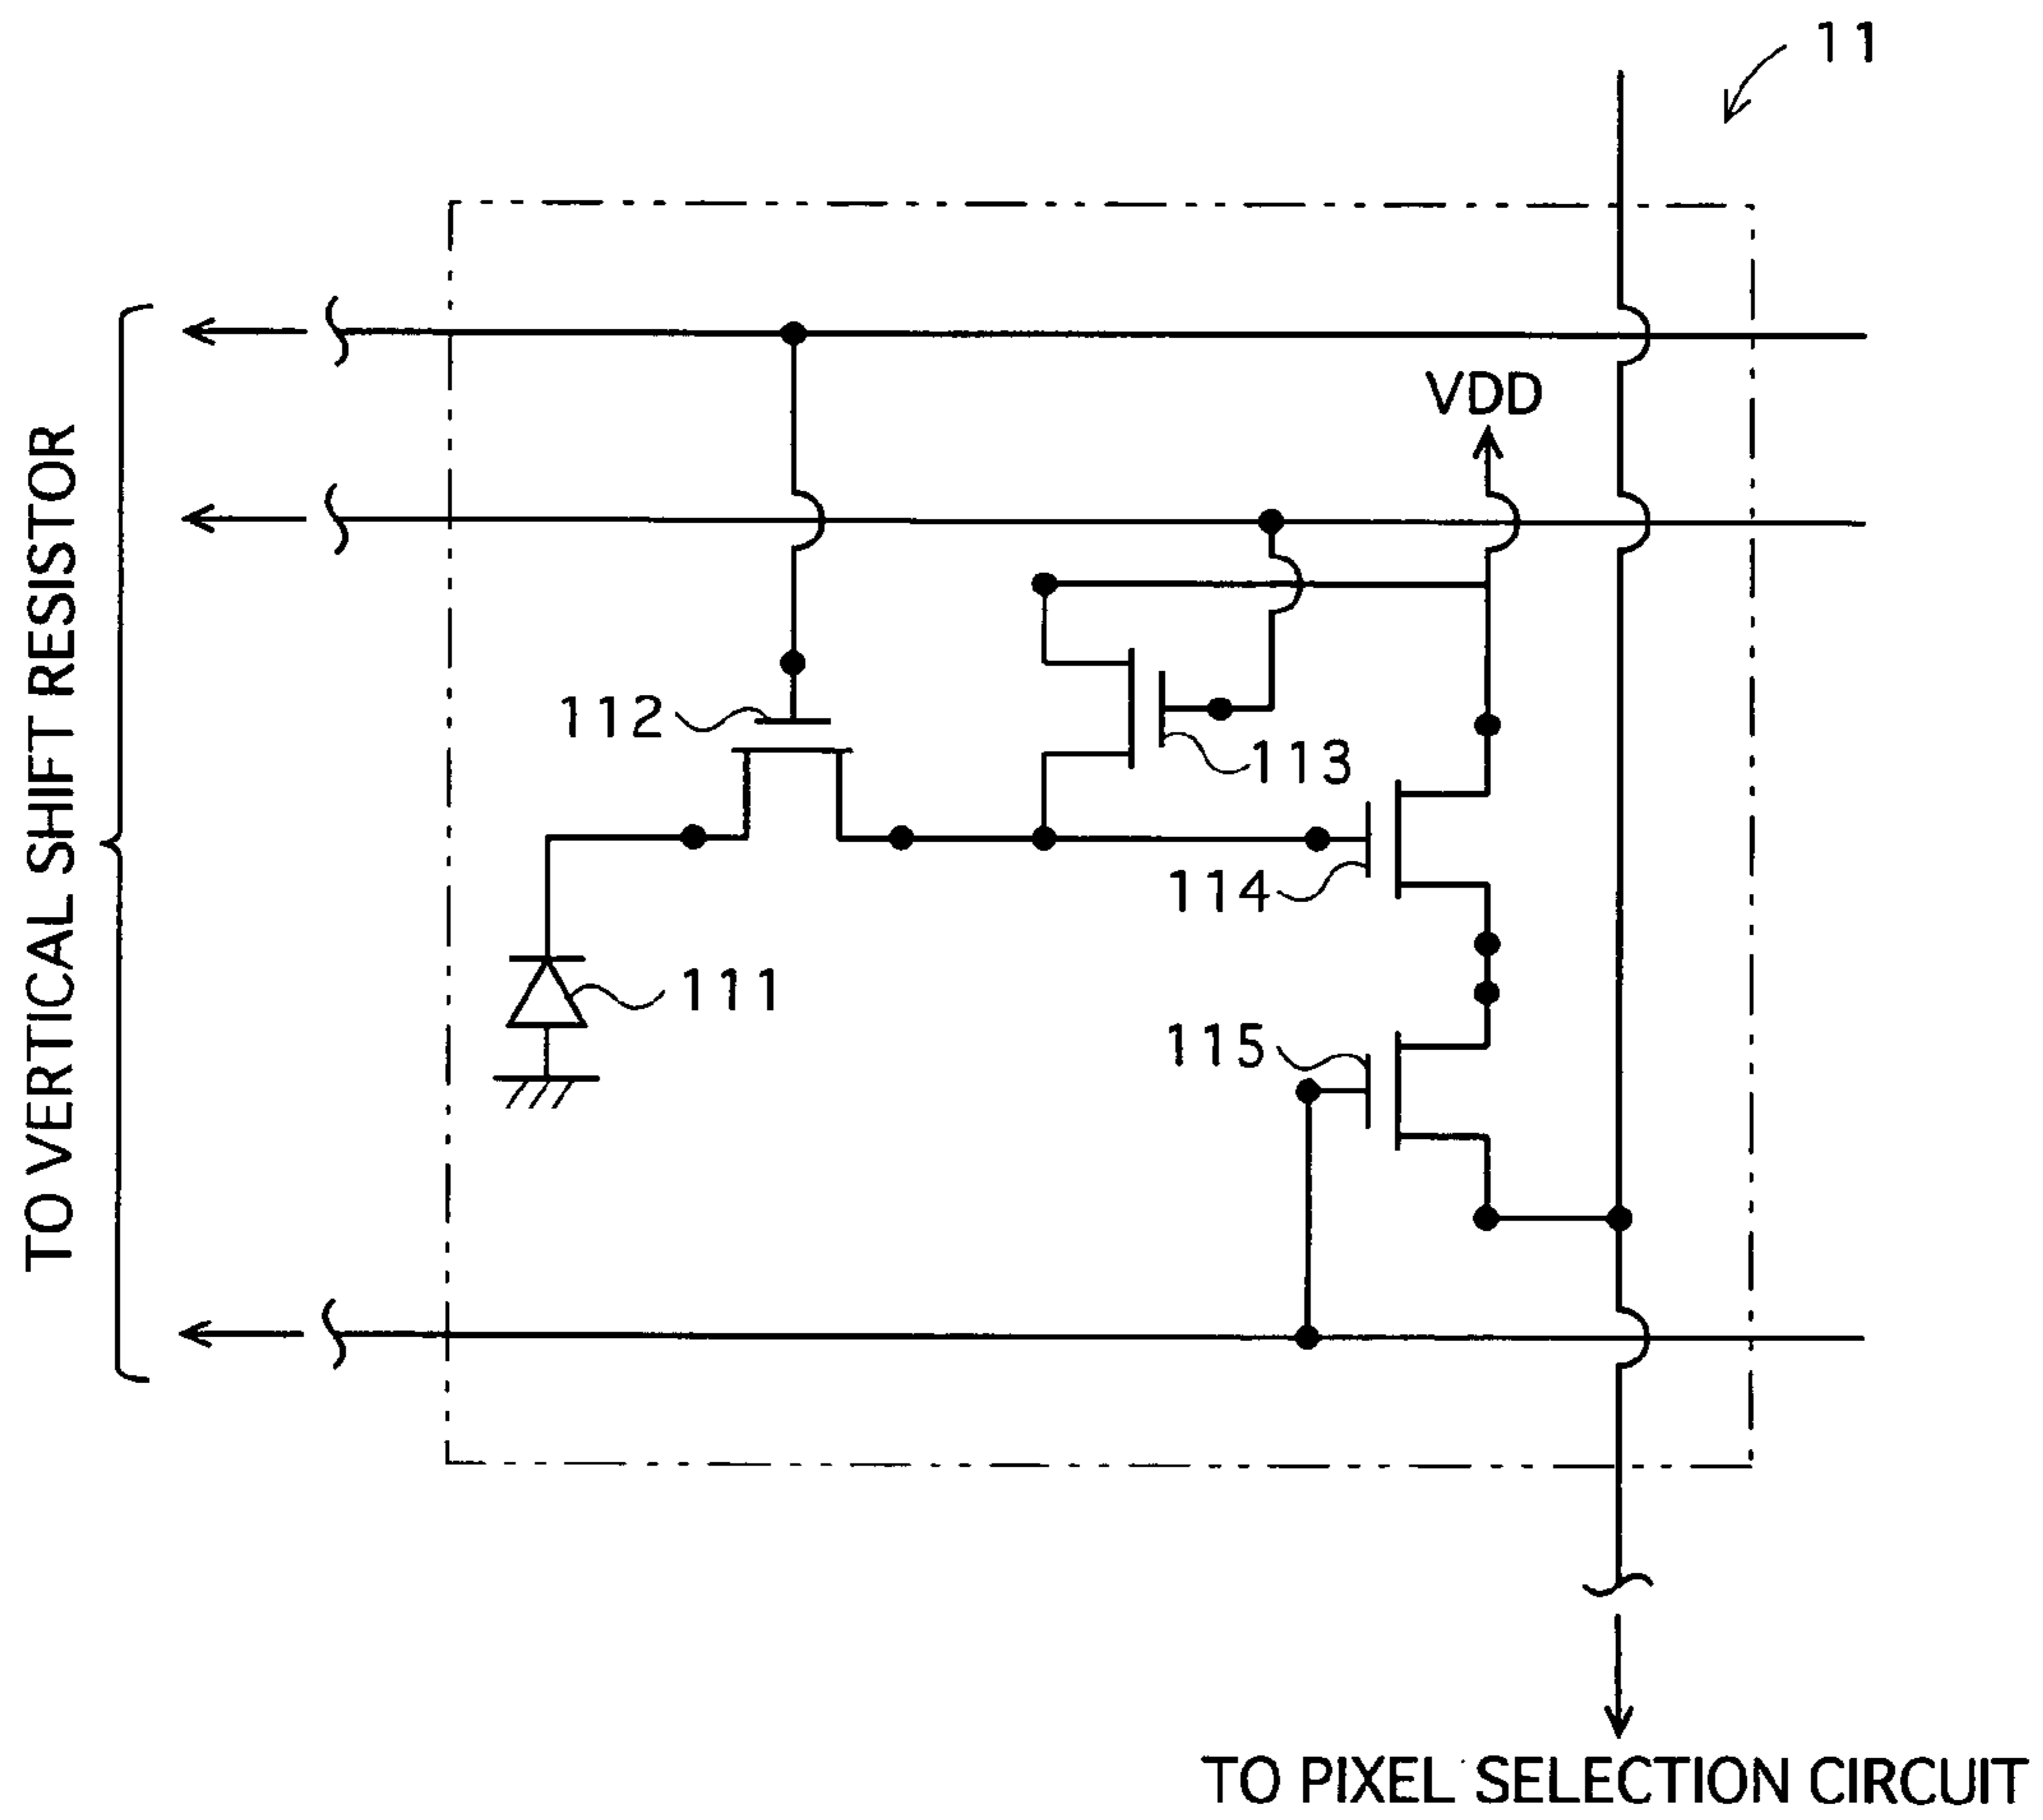 11
VDD
TO VERTICAL SHIFT RESISTOR
112
113
114
111
115
TO PIXEL SELECTION CIRCUIT